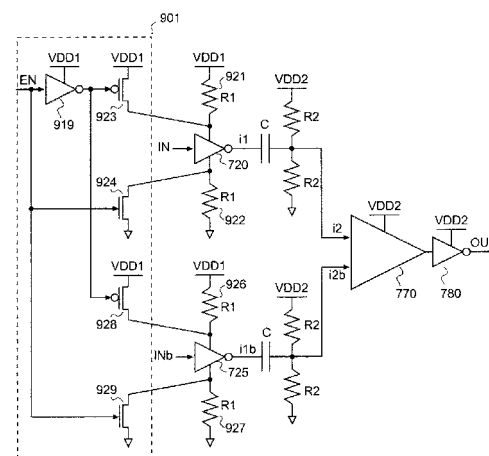 901
VDD1 VDD1 VDD1
EN
921
R1
VDD2
919
923
R2
IN
i1
C
924
720
R2
R1
922
VDD2
i2
VDD2
OU
VDD1 VDD1
926
R1
VDD2
i2b
770
780
928
R2
INb
i1b
C
929
725
R2
R1
927